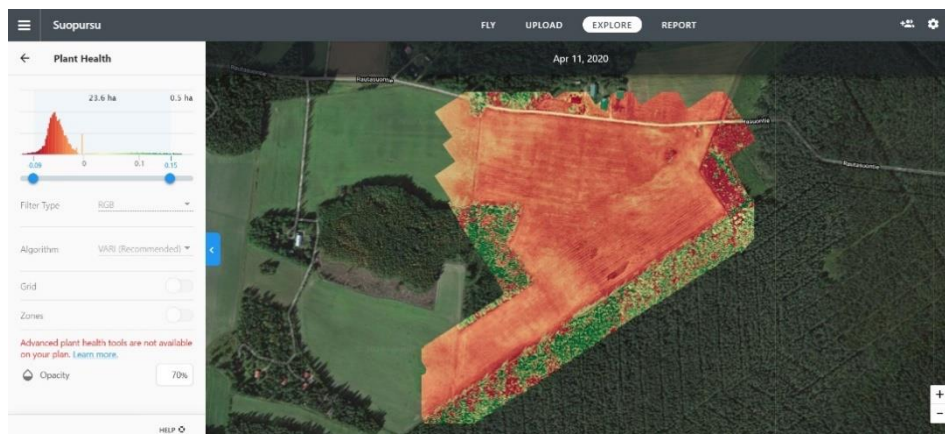 Suopursu
FLY UPLOAD EXPLORE REPORT
Plant Health
Apr 11, 2020
23.6 ha 0.5 ha
0.09 0 0.1 0.15
Filter Type RGB
Algorithm VARI (Recommended)
Grid
Zones
Advanced plant health tools are not available
on your plan. Learn more.
Opacity 70%
HELP
Rautasuontie
Rautasuontie
+
−